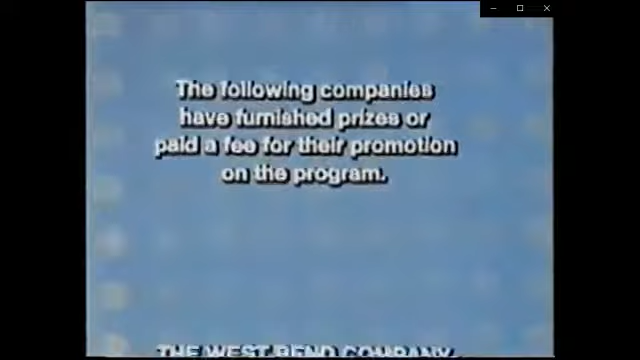 The following companies
have furnished prizes or
paid a fee for their promotion
on the program.
THE WEST BEND COMPANY